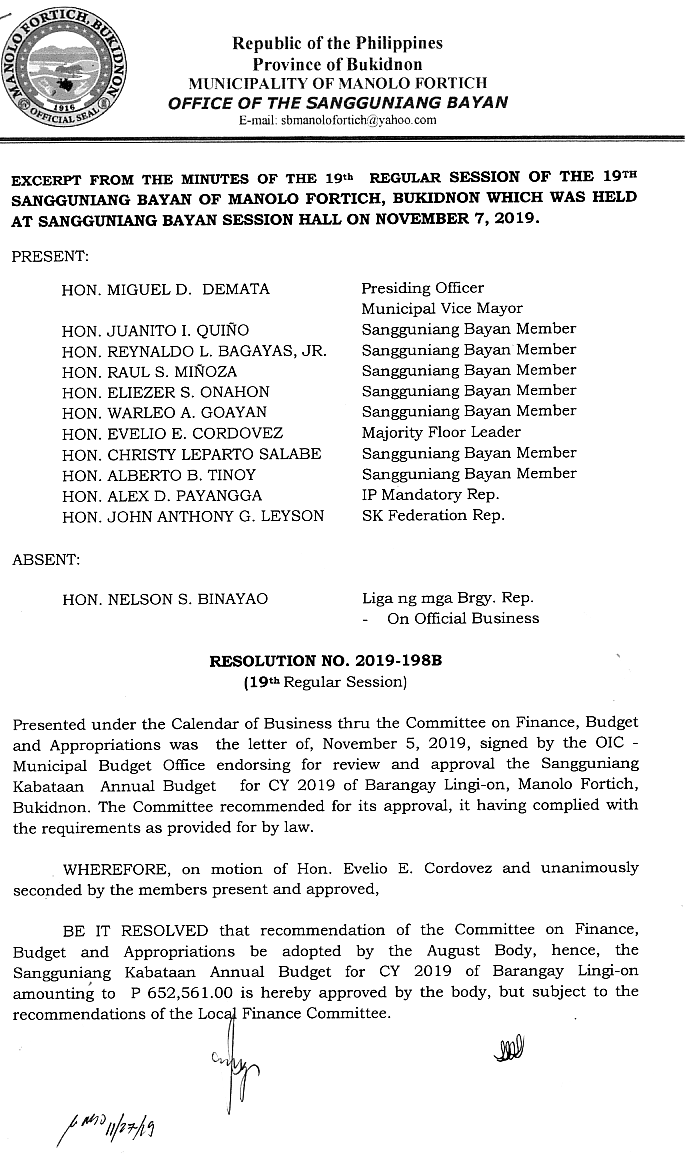 MANOLO FORTICH, BUKIDNON
1916
OFFICIAL SEAL
Republic of the Philippines
Province of Bukidnon
MUNICIPALITY OF MANOLO FORTICH
OFFICE OF THE SANGGUNIANG BAYAN
E-mail: sbmanolofortich@yahoo.com
EXCERPT FROM THE MINUTES OF THE 19th REGULAR SESSION OF THE 19TH
SANGGUNIANG BAYAN OF MANOLO FORTICH, BUKIDNON WHICH WAS HELD
AT SANGGUNIANG BAYAN SESSION HALL ON NOVEMBER 7, 2019.
PRESENT:
HON. MIGUEL D. DEMATA Presiding Officer
Municipal Vice Mayor
HON. JUANITO I. QUIÑO Sangguniang Bayan Member
HON. REYNALDO L. BAGAYAS, JR. Sangguniang Bayan Member
HON. RAUL S. MIÑOZA Sangguniang Bayan Member
HON. ELIEZER S. ONAHON Sangguniang Bayan Member
HON. WARLEO A. GOAYAN Sangguniang Bayan Member
HON. EVELIO E. CORDOVEZ Majority Floor Leader
HON. CHRISTY LEPARTO SALABE Sangguniang Bayan Member
HON. ALBERTO B. TINOY Sangguniang Bayan Member
HON. ALEX D. PAYANGGA IP Mandatory Rep.
HON. JOHN ANTHONY G. LEYSON SK Federation Rep.
ABSENT:
HON. NELSON S. BINAYAO Liga ng mga Brgy. Rep.
- On Official Business
RESOLUTION NO. 2019-198B
(19th Regular Session)
Presented under the Calendar of Business thru the Committee on Finance, Budget
and Appropriations was the letter of, November 5, 2019, signed by the OIC -
Municipal Budget Office endorsing for review and approval the Sangguniang
Kabataan Annual Budget for CY 2019 of Barangay Lingi-on, Manolo Fortich,
Bukidnon. The Committee recommended for its approval, it having complied with
the requirements as provided for by law.
WHEREFORE, on motion of Hon. Evelio E. Cordovez and unanimously
seconded by the members present and approved,
BE IT RESOLVED that recommendation of the Committee on Finance,
Budget and Appropriations be adopted by the August Body, hence, the
Sangguniang Kabataan Annual Budget for CY 2019 of Barangay Lingi-on
amounting to P 652,561.00 is hereby approved by the body, but subject to the
recommendations of the Local Finance Committee.
11/27/19